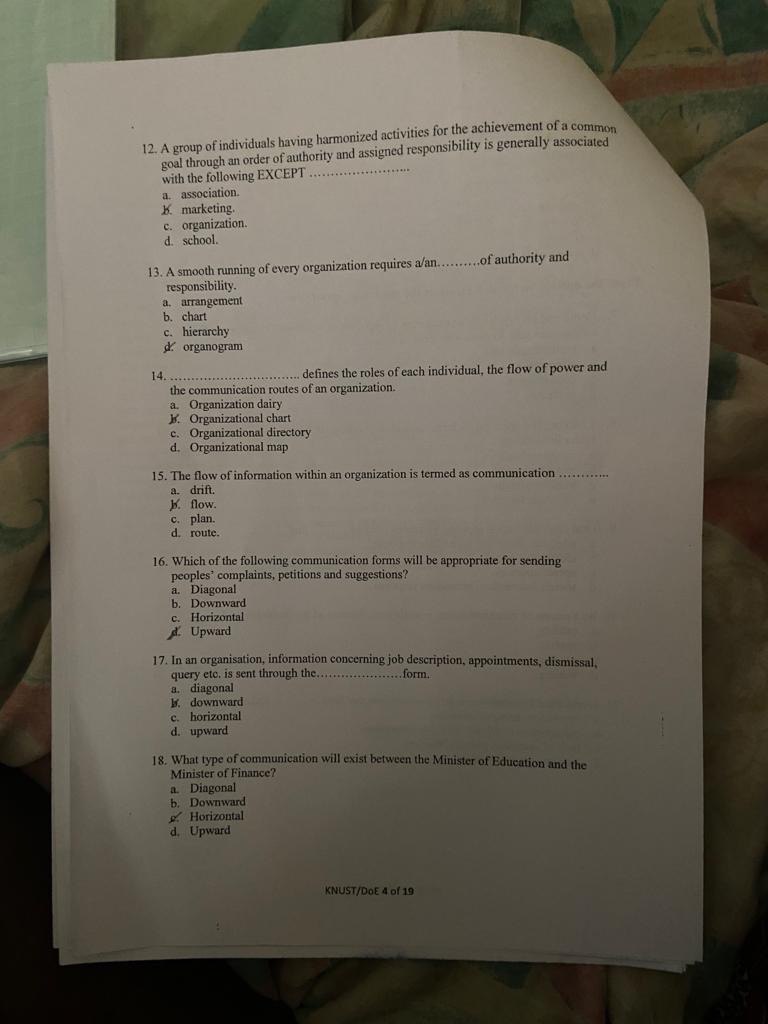 12. A group of individuals having harmonized activities for the achievement of a common
goal through an order of authority and assigned responsibility is generally associated
with the following EXCEPT ........................
a. association.
b. marketing.
c. organization.
d. school.
13. A smooth running of every organization requires a/an..........of authority and
responsibility.
a. arrangement
b. chart
c. hierarchy
d. organogram
14. .............................. defines the roles of each individual, the flow of power and
the communication routes of an organization.
a. Organization dairy
b. Organizational chart
c. Organizational directory
d. Organizational map
15. The flow of information within an organization is termed as communication ............
a. drift.
b. flow.
c. plan.
d. route.
16. Which of the following communication forms will be appropriate for sending
peoples' complaints, petitions and suggestions?
a. Diagonal
b. Downward
c. Horizontal
d. Upward
17. In an organisation, information concerning job description, appointments, dismissal,
query etc. is sent through the....................form.
a. diagonal
b. downward
c. horizontal
d. upward
18. What type of communication will exist between the Minister of Education and the
Minister of Finance?
a. Diagonal
b. Downward
c. Horizontal
d. Upward
KNUST/DoE 4 of 19